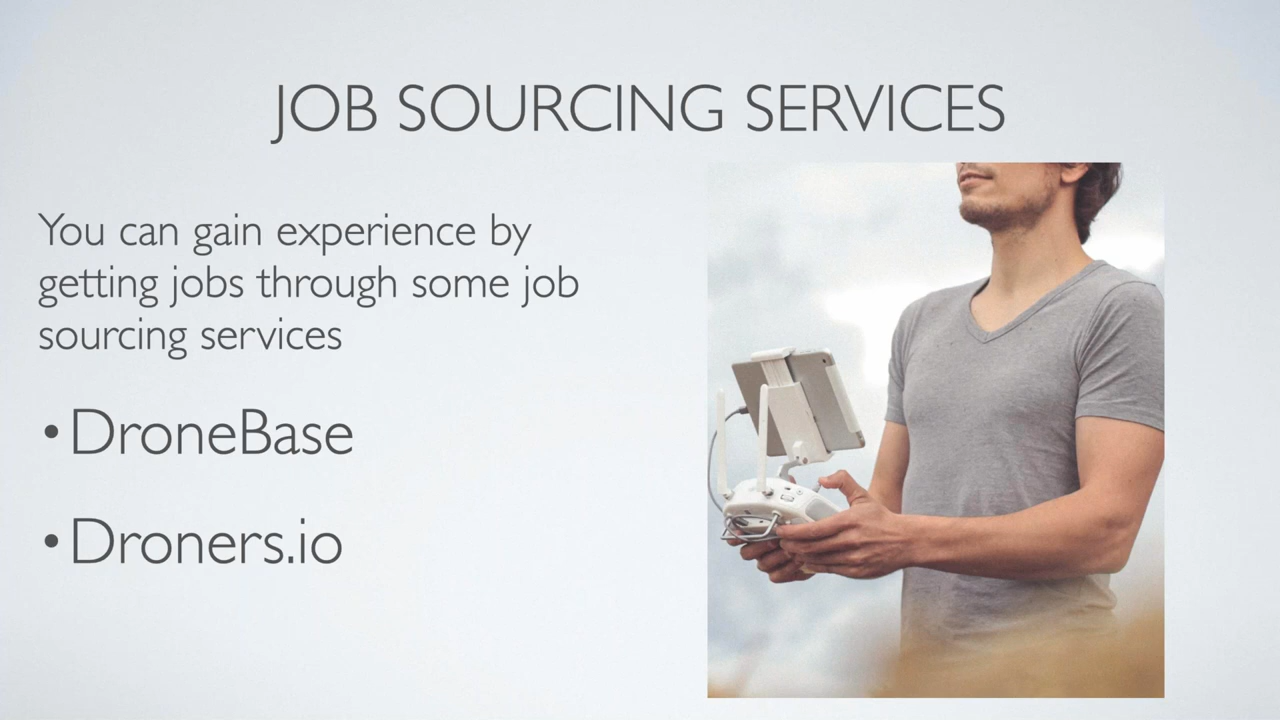 JOB SOURCING SERVICES
You can gain experience by
getting jobs through some job
sourcing services
•DroneBase
•Droners.io